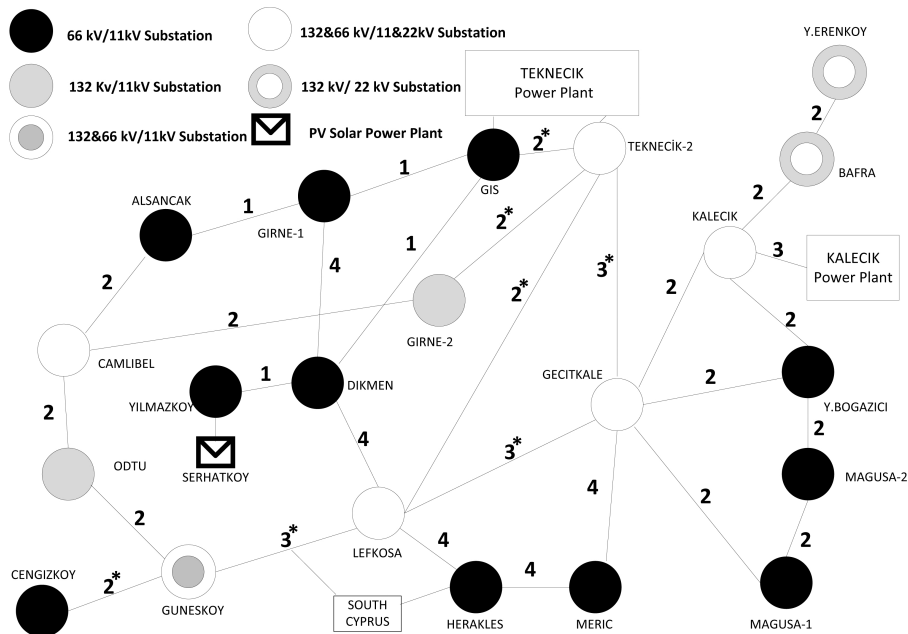 66 kV/11kV Substation
132&66 kV/11&22kV Substation
132 Kv/11kV Substation
132 kV/ 22 kV Substation
132&66 kV/11kV Substation
PV Solar Power Plant
TEKNECIK
Power Plant
Y.ERENKOY
2
2*
TEKNECİK-2
BAFRA
1
GIS
ALSANCAK
1
2*
2
KALECIK
GIRNE-1
1
4
3
KALECIK
Power Plant
2
2*
3*
2
2
2
GIRNE-2
CAMLIBEL
GECITKALE
1
DIKMEN
2
YILMAZKOY
Y.BOGAZICI
2
4
2
3*
ODTU
SERHATKOY
4
MAGUSA-2
2
2
3*
4
2
LEFKOSA
CENGIZKOY
2*
4
GUNESKOY
SOUTH
CYPRUS
HERAKLES
MERIC
MAGUSA-1